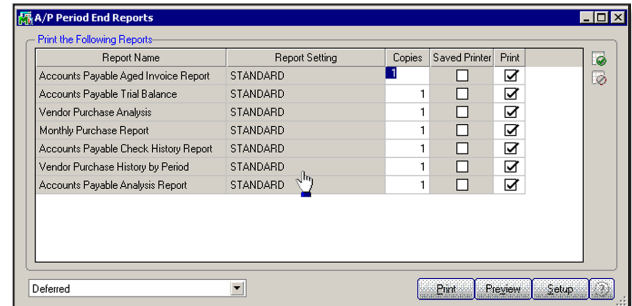 A/P Period End Reports
Print the Following Reports
Report Name Report Setting Copies Saved Printer Print
Accounts Payable Aged Invoice Report STANDARD 1
Accounts Payable Trial Balance STANDARD 1
Vendor Purchase Analysis STANDARD 1
Monthly Purchase Report STANDARD 1
Accounts Payable Check History Report STANDARD 1
Vendor Purchase History by Period STANDARD 1
Accounts Payable Analysis Report STANDARD 1
Deferred Print Preview Setup ?